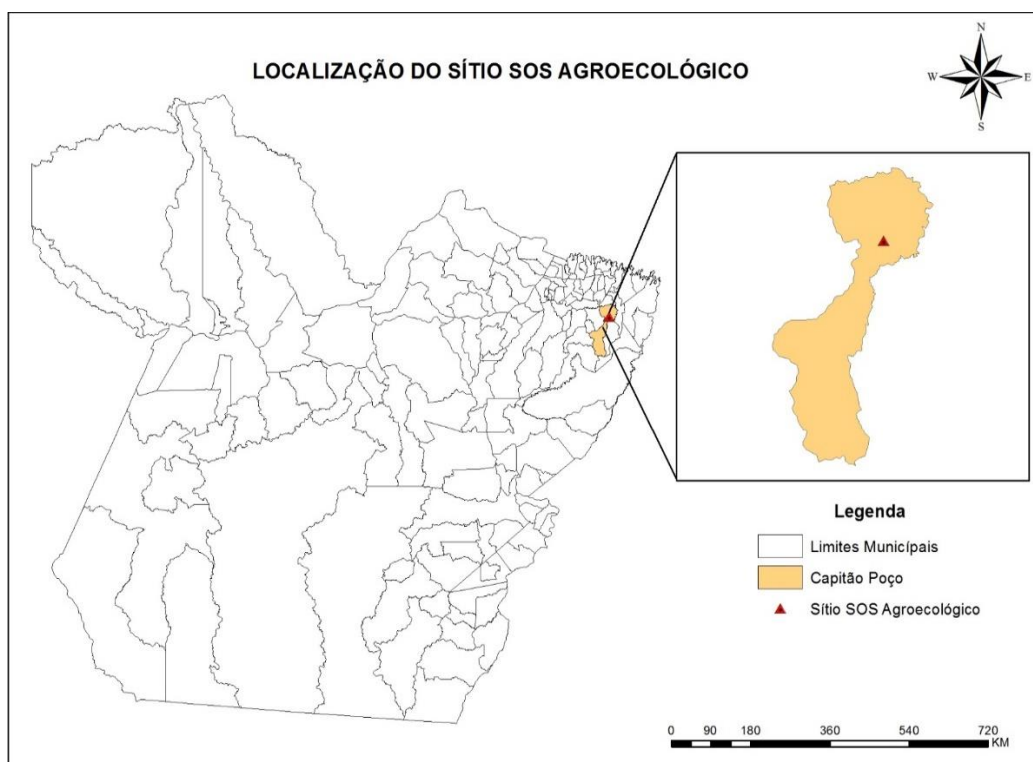 LOCALIZAÇÃO DO SÍTIO SOS AGROECOLÓGICO
N
W
E
S
Legenda
Limites Municípais
Capitão Poço
Sítio SOS Agroecológico
0 90 180 360 540 720
KM